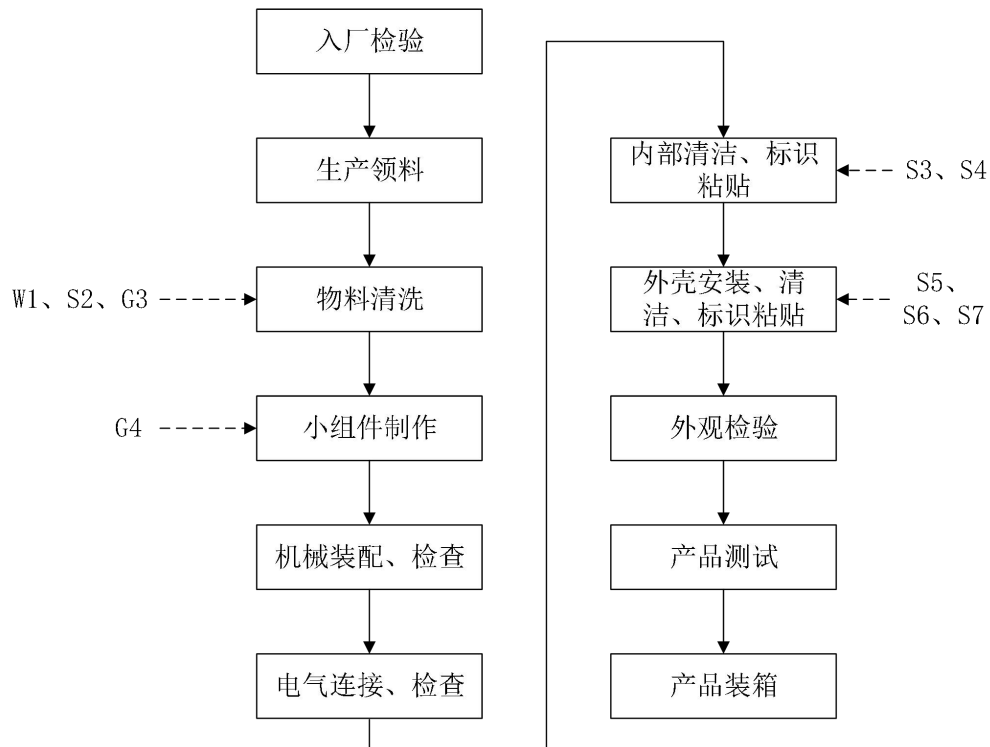 入厂检验
生产领料
W1、S2、G3
物料清洗
G4
小组件制作
机械装配、检查
电气连接、检查
内部清洁、标识
粘贴
S3、S4
外壳安装、清
洁、标识粘贴
S5、
S6、S7
外观检验
产品测试
产品装箱